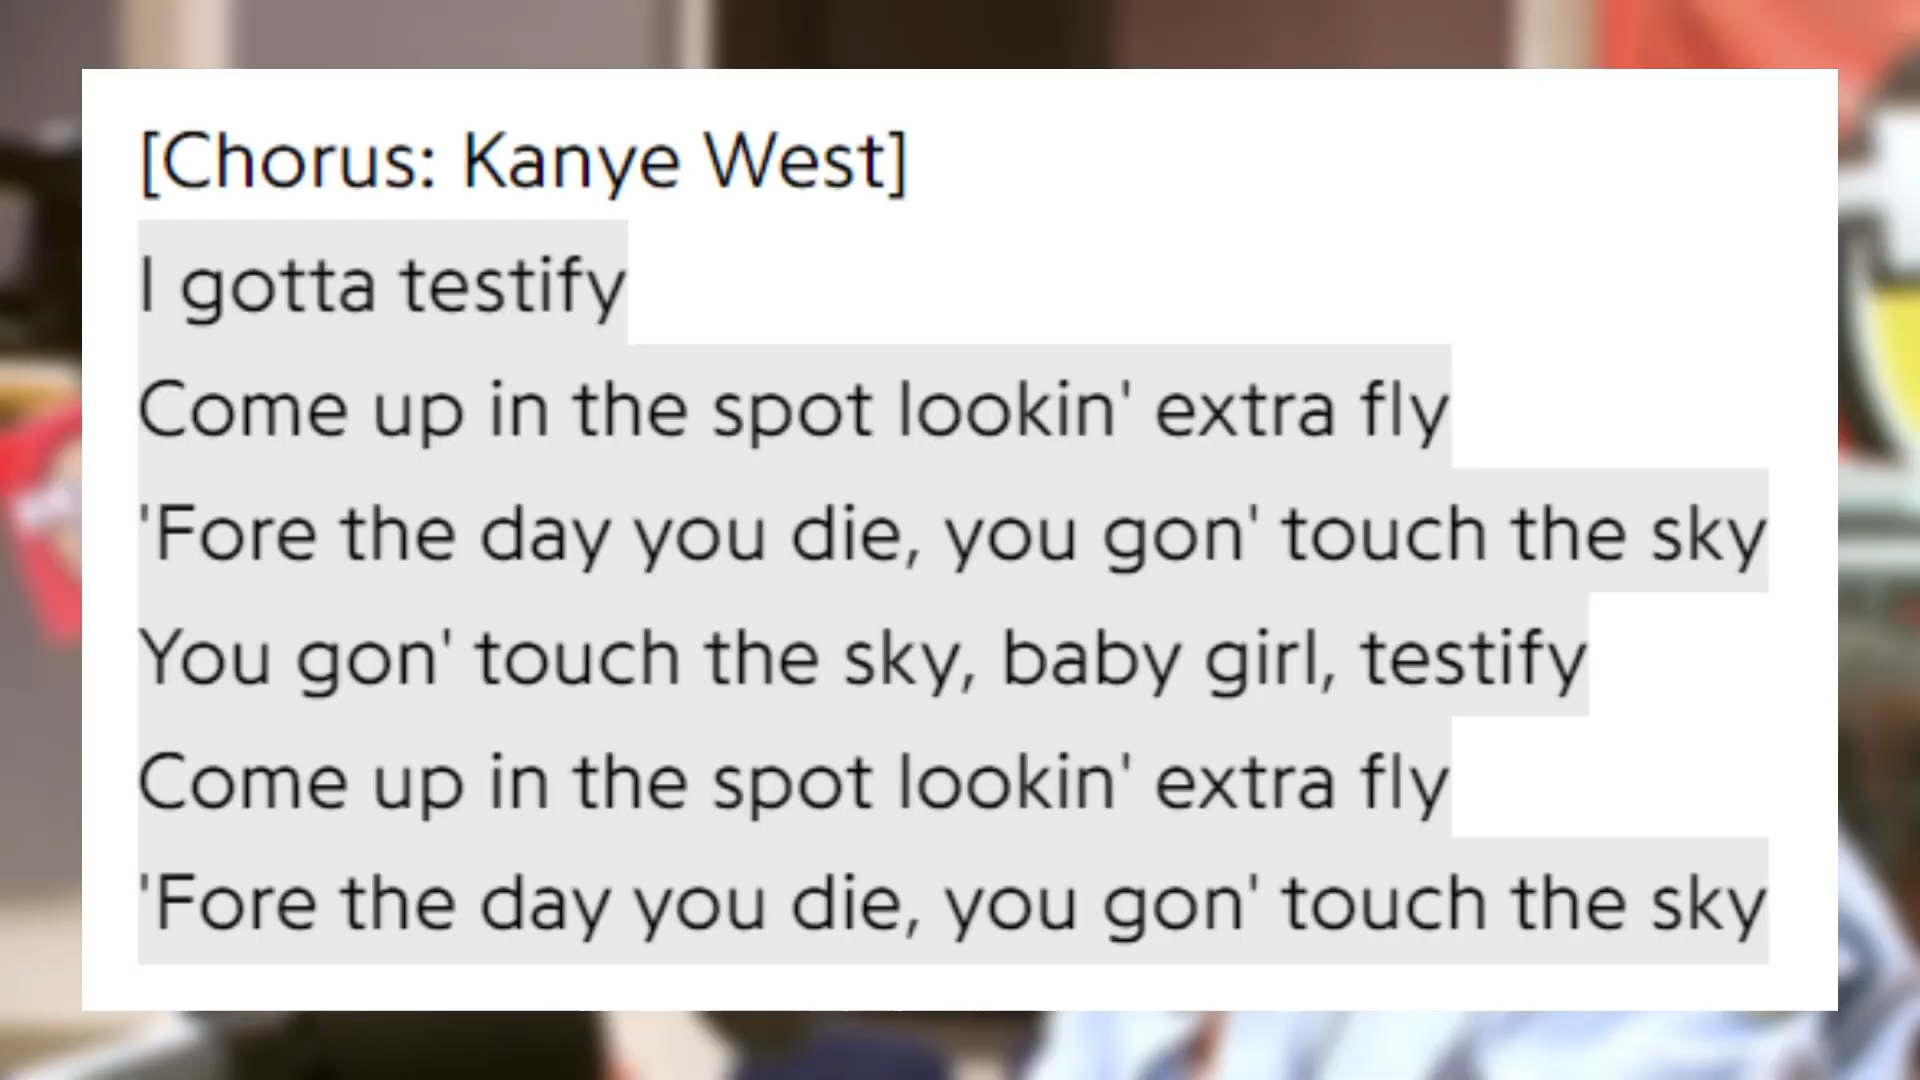 [Chorus: Kanye West]
I gotta testify
Come up in the spot lookin' extra fly
'Fore the day you die, you gon' touch the sky
You gon' touch the sky, baby girl, testify
Come up in the spot lookin' extra fly
'Fore the day you die, you gon' touch the sky